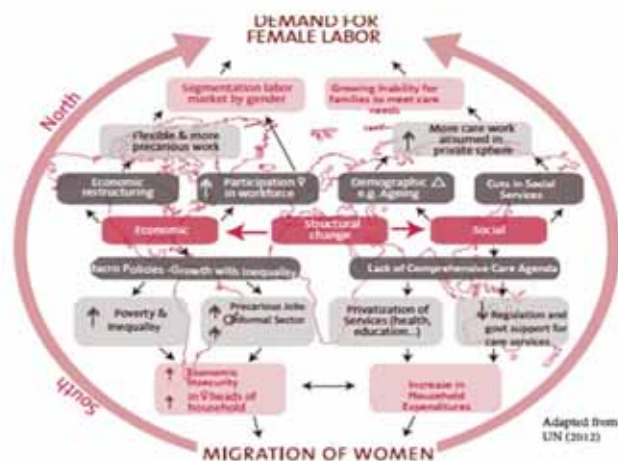 DEMAND FOR
FEMALE LABOR
North
Segmentation labor
market by gender
Growing Inability for
families to meet care
needs
Flexible & more
precarious work
↑ More care work
assumed in
private sphere
Economic
restructuring
↑ Participation ♀
in workforce
Demographic △
e.g. Ageing
Cuts in Social
Services
Economic
Structural
change
Social
Macro Policies -Growth with Inequality
Lack of Comprehensive Care Agenda
↑ Poverty &
Inequality
↑ Precarious Jobs
↑ Informal Sector
Privatization of
Services (health,
education...)
↓ Regulation and
govt support for
care services
South
↑ Economic
Insecurity
↑ in ♀ heads of
household
Increase in
Household
Expenditures
Adapted from
UN (2012)
MIGRATION OF WOMEN